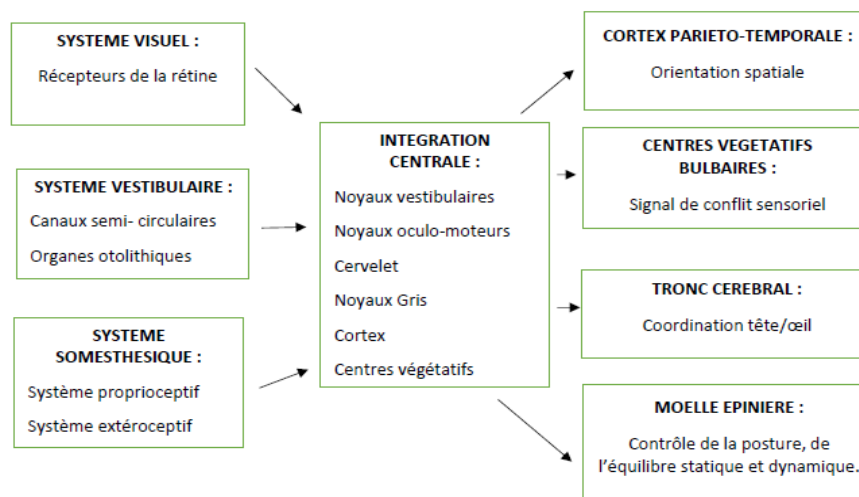 SYSTEME VISUEL :
Récepteurs de la rétine
SYSTEME VESTIBULAIRE :
Canaux semi- circulaires
Organes otolithiques
SYSTEME
SOMESTHESIQUE :
Système proprioceptif
Système extéroceptif
INTEGRATION
CENTRALE :
Noyaux vestibulaires
Noyaux oculo-moteurs
Cervelet
Noyaux Gris
Cortex
Centres végétatifs
CORTEX PARIETO-TEMPORALE :
Orientation spatiale
CENTRES VEGETATIFS
BULBAIRES :
Signal de conflit sensoriel
TRONC CEREBRAL :
Coordination tête/œil
MOELLE EPINIERE :
Contrôle de la posture, de
l'équilibre statique et dynamique.